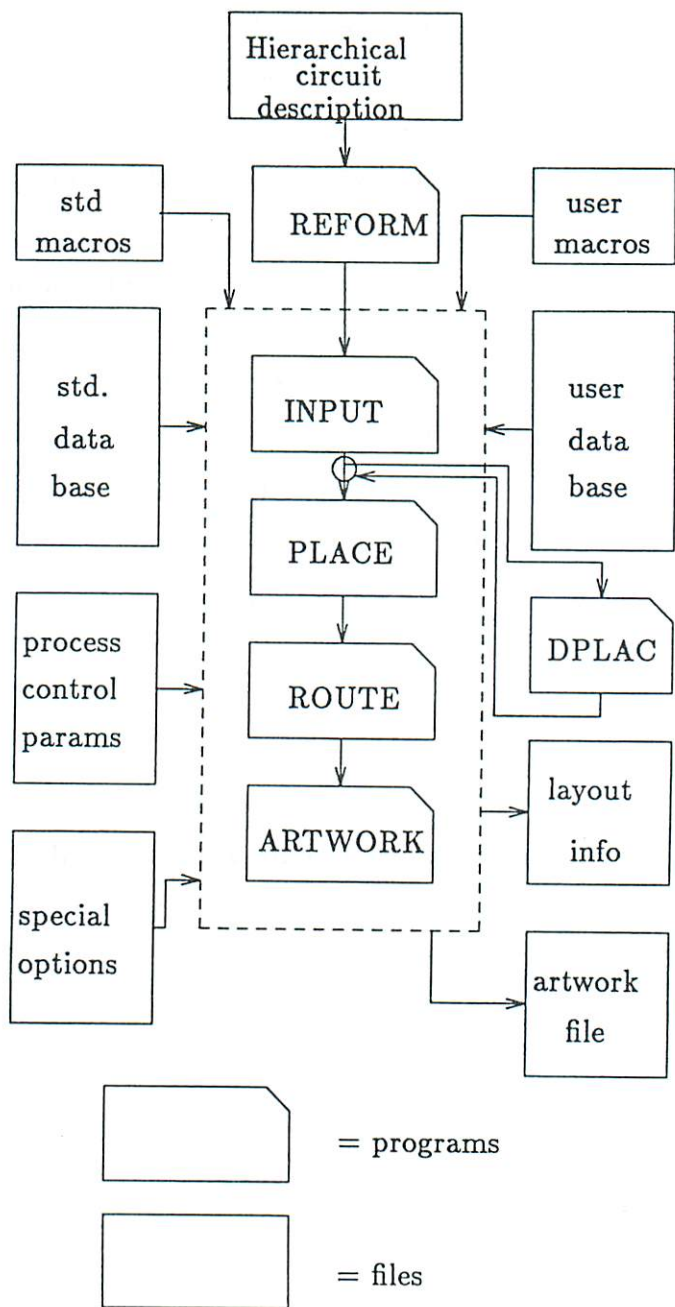 Hierarchical
circuit
description
std
macros
REFORM
user
macros
std.
data
base
INPUT
user
data
base
PLACE
process
control
params
ROUTE
DPLAC
layout
info
ARTWORK
special
options
artwork
file
= programs
= files